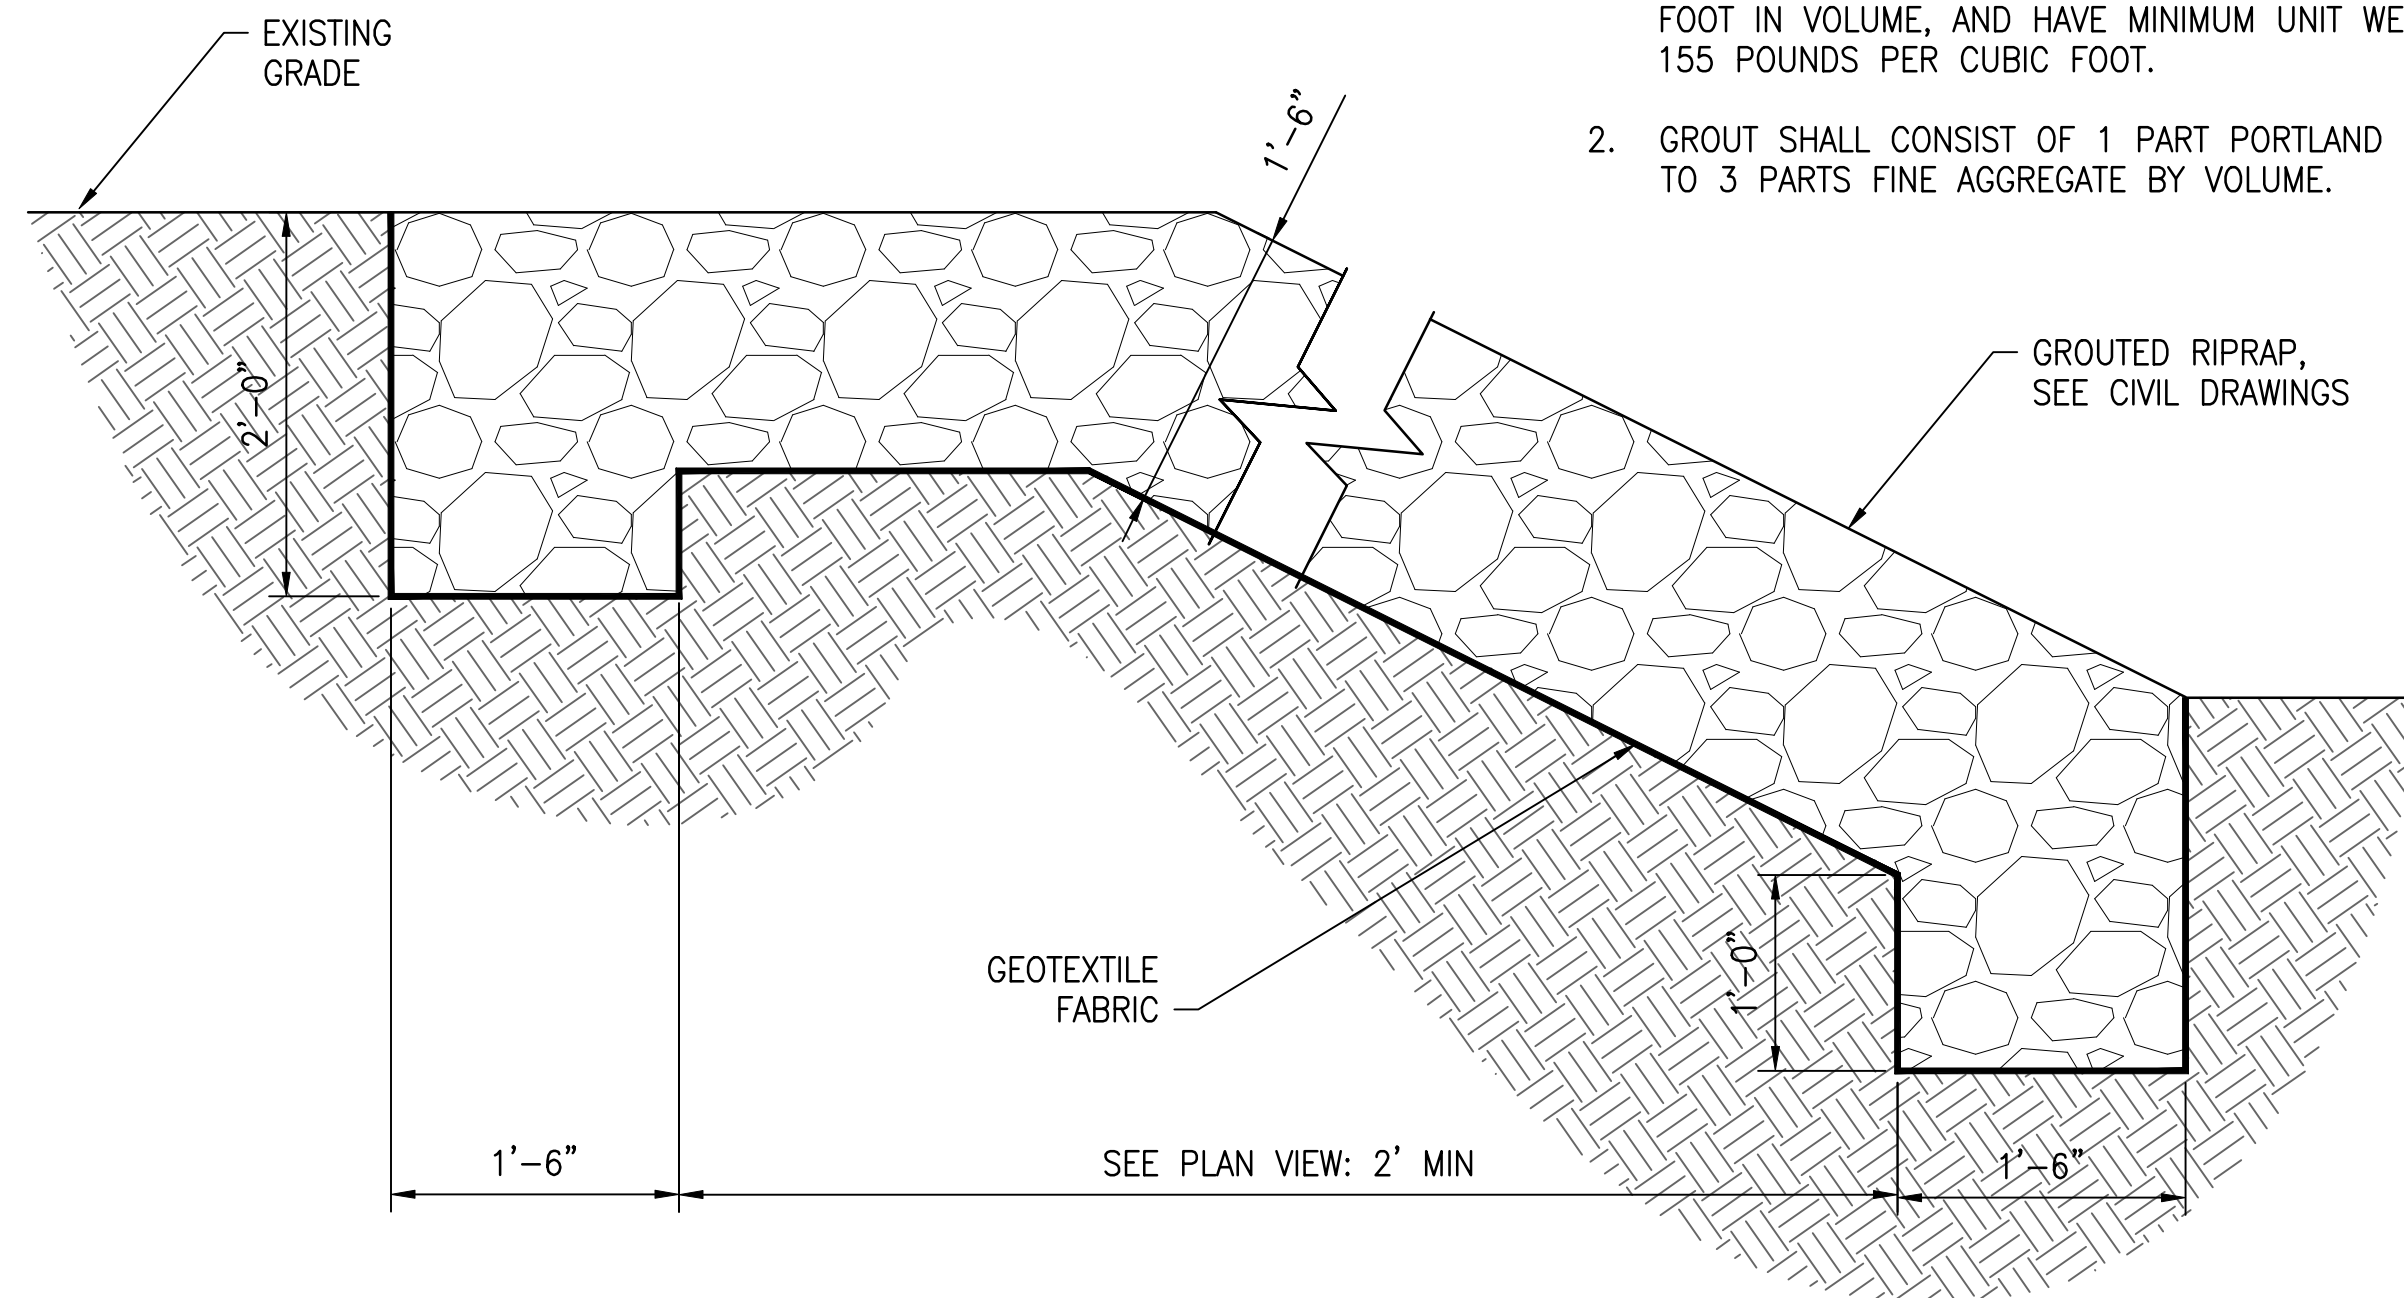 EXISTING
GRADE
FOOT IN VOLUME, AND HAVE MINIMUM UNIT WE
155 POUNDS PER CUBIC FOOT.
2. GROUT SHALL CONSIST OF 1 PART PORTLAND
TO 3 PARTS FINE AGGREGATE BY VOLUME.
1'-6"
2'-0"
GROUTED RIPRAP,
SEE CIVIL DRAWINGS
GEOTEXTILE
FABRIC
1'-0"
1'-6"
SEE PLAN VIEW: 2' MIN
1'-6"